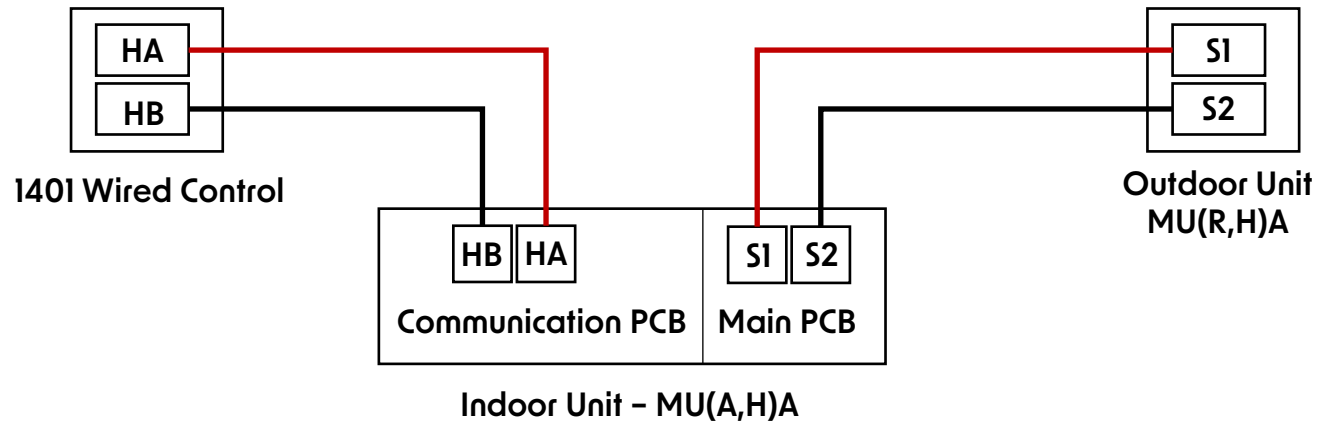 HA
HB
1401 Wired Control
S1
S2
Outdoor Unit
MU(R,H)A
HB HA
S1 S2
Communication PCB
Main PCB
Indoor Unit – MU(A,H)A